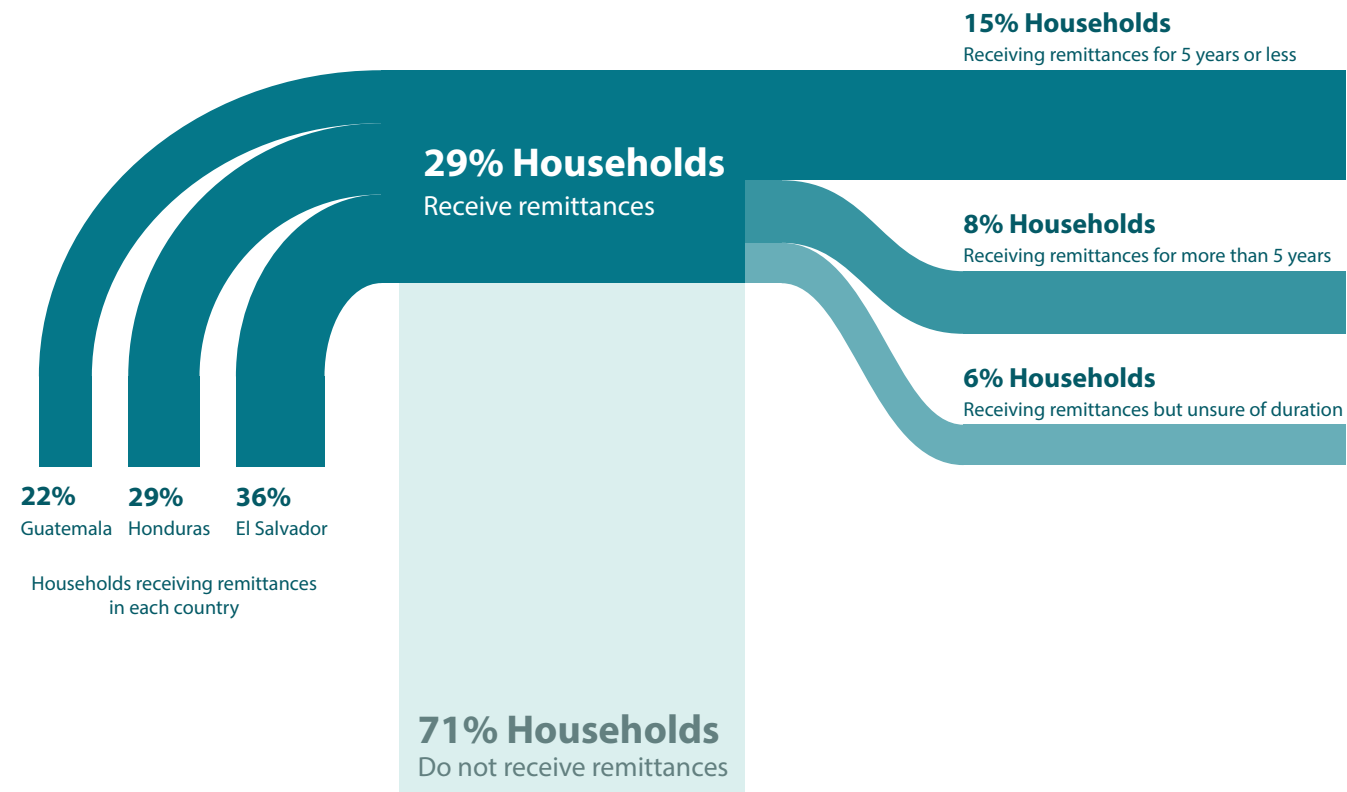 15% Households
Receiving remittances for 5 years or less
29% Households
Receive remittances
8% Households
Receiving remittances for more than 5 years
6% Households
Receiving remittances but unsure of duration
22%
Guatemala
29%
Honduras
36%
El Salvador
Households receiving remittances
in each country
71% Households
Do not receive remittances